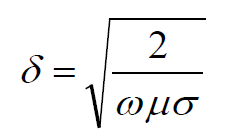 δ = √(2 / ωμσ)